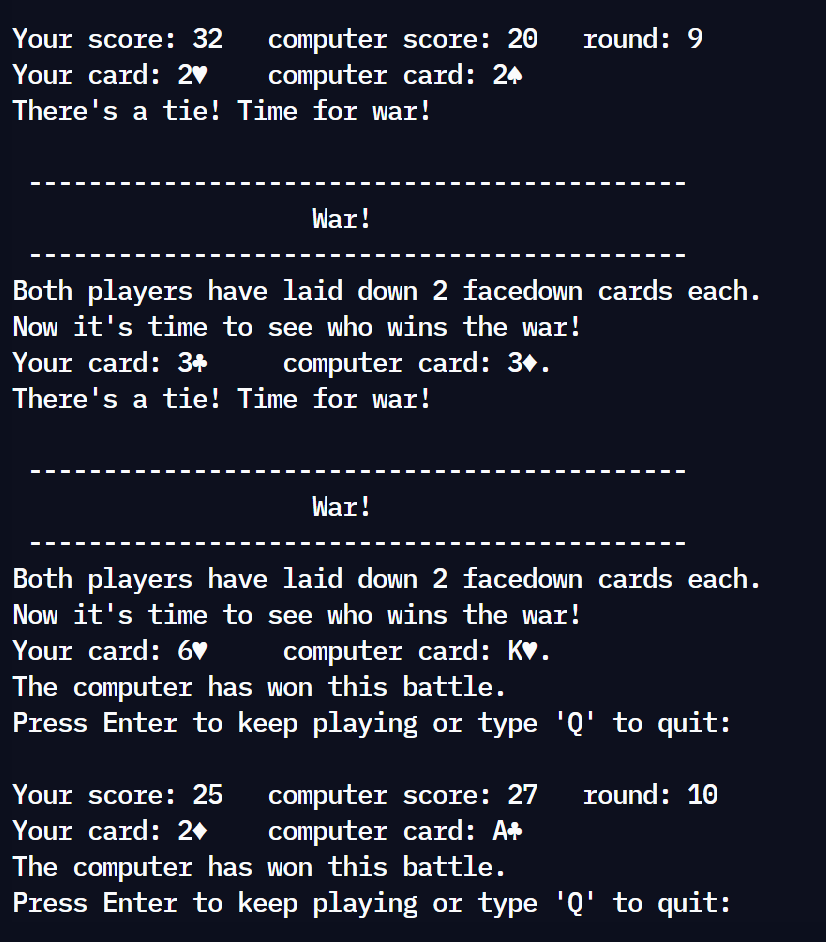 Your score: 32   computer score: 20   round: 9
Your card: 2♥    computer card: 2♠
There's a tie! Time for war!
--------------------------------------------
War!
--------------------------------------------
Both players have laid down 2 facedown cards each.
Now it's time to see who wins the war!
Your card: 3♣     computer card: 3♦.
There's a tie! Time for war!
--------------------------------------------
War!
--------------------------------------------
Both players have laid down 2 facedown cards each.
Now it's time to see who wins the war!
Your card: 6♥     computer card: K♥.
The computer has won this battle.
Press Enter to keep playing or type 'Q' to quit:
Your score: 25   computer score: 27   round: 10
Your card: 2♦    computer card: A♣
The computer has won this battle.
Press Enter to keep playing or type 'Q' to quit: